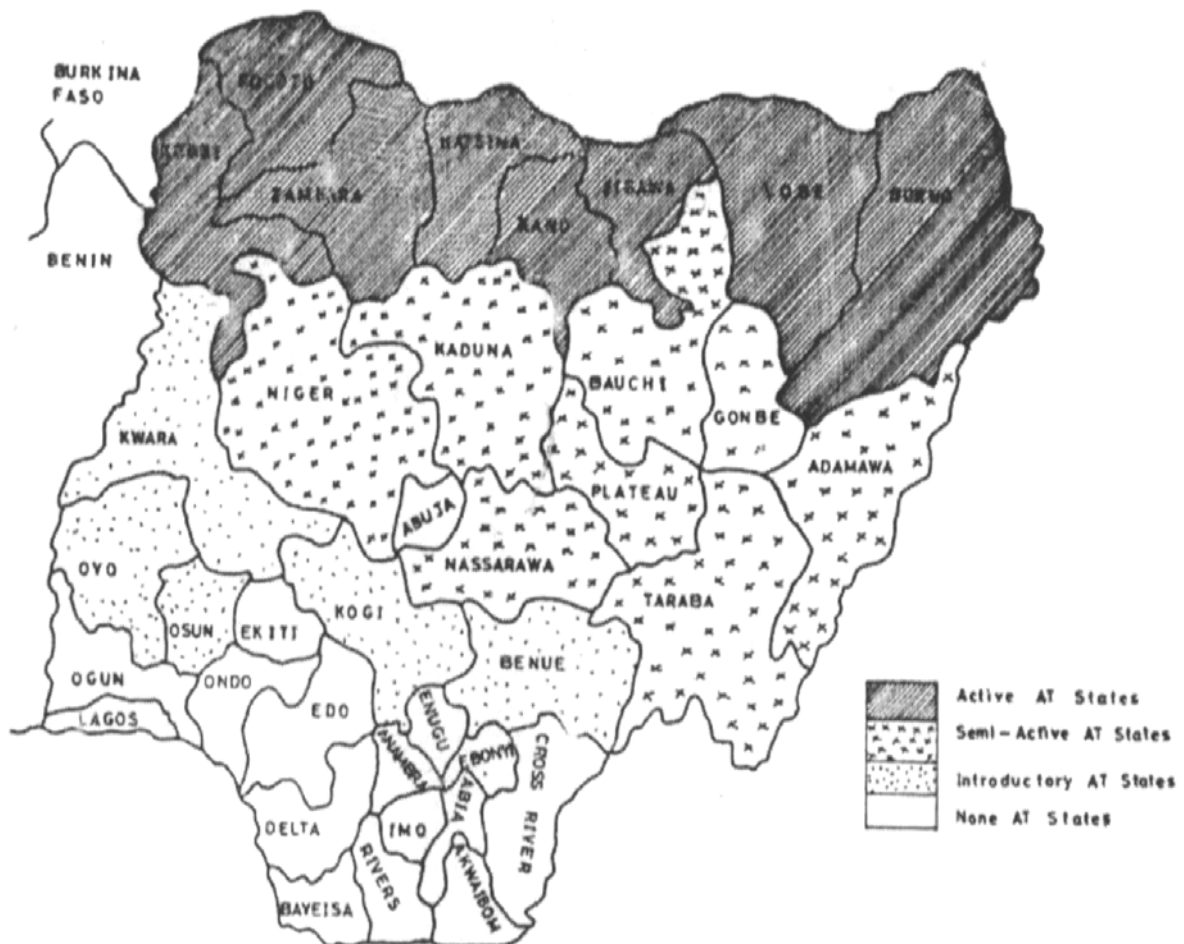 BURKINA
FASO
BENIN
SOKOTO
KEBBI
ZAMFARA
KATSINA
KANO
JIGAWA
YOBE
BORNO
KADUNA
NIGER
BAUCHI
GONBE
ADAMAWA
KWARA
PLATEAU
ABUJA
NASSARAWA
TARABA
OYO
OSUN
EKITI
KOGI
BENUE
OGUN
ONDO
LAGOS
EDO
ENUGU
ANAMBRA
EBONYI
CROSS RIVER
ABIA
IMO
DELTA
RIVERS
AKWAIBOM
BAYEISA
Active AT States
Semi-Active AT States
Introductory AT States
None AT States